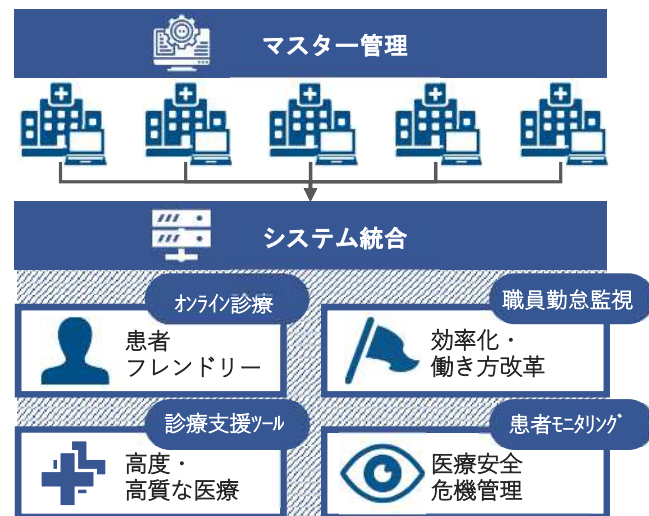 マスター管理
システム統合
ｵﾝﾗｲﾝ診療
患者
フレンドリー
職員勤怠監視
効率化・
働き方改革
診療支援ﾂｰﾙ
高度・
高質な医療
患者ﾓﾆﾀﾘﾝｸﾞ
医療安全
危機管理